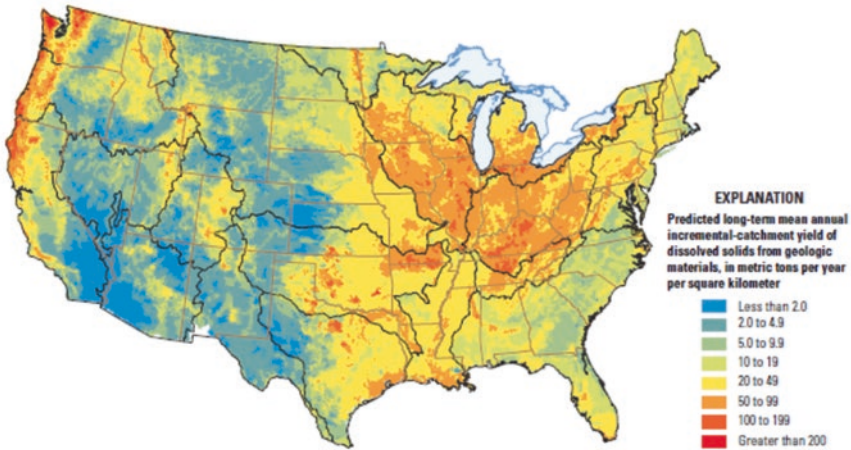 EXPLANATION
Predicted long-term mean annual
incremental-catchment yield of
dissolved solids from geologic
materials, in metric tons per year
per square kilometer
Less than 2.0
2.0 to 4.9
5.0 to 9.9
10 to 19
20 to 49
50 to 99
100 to 199
Greater than 200